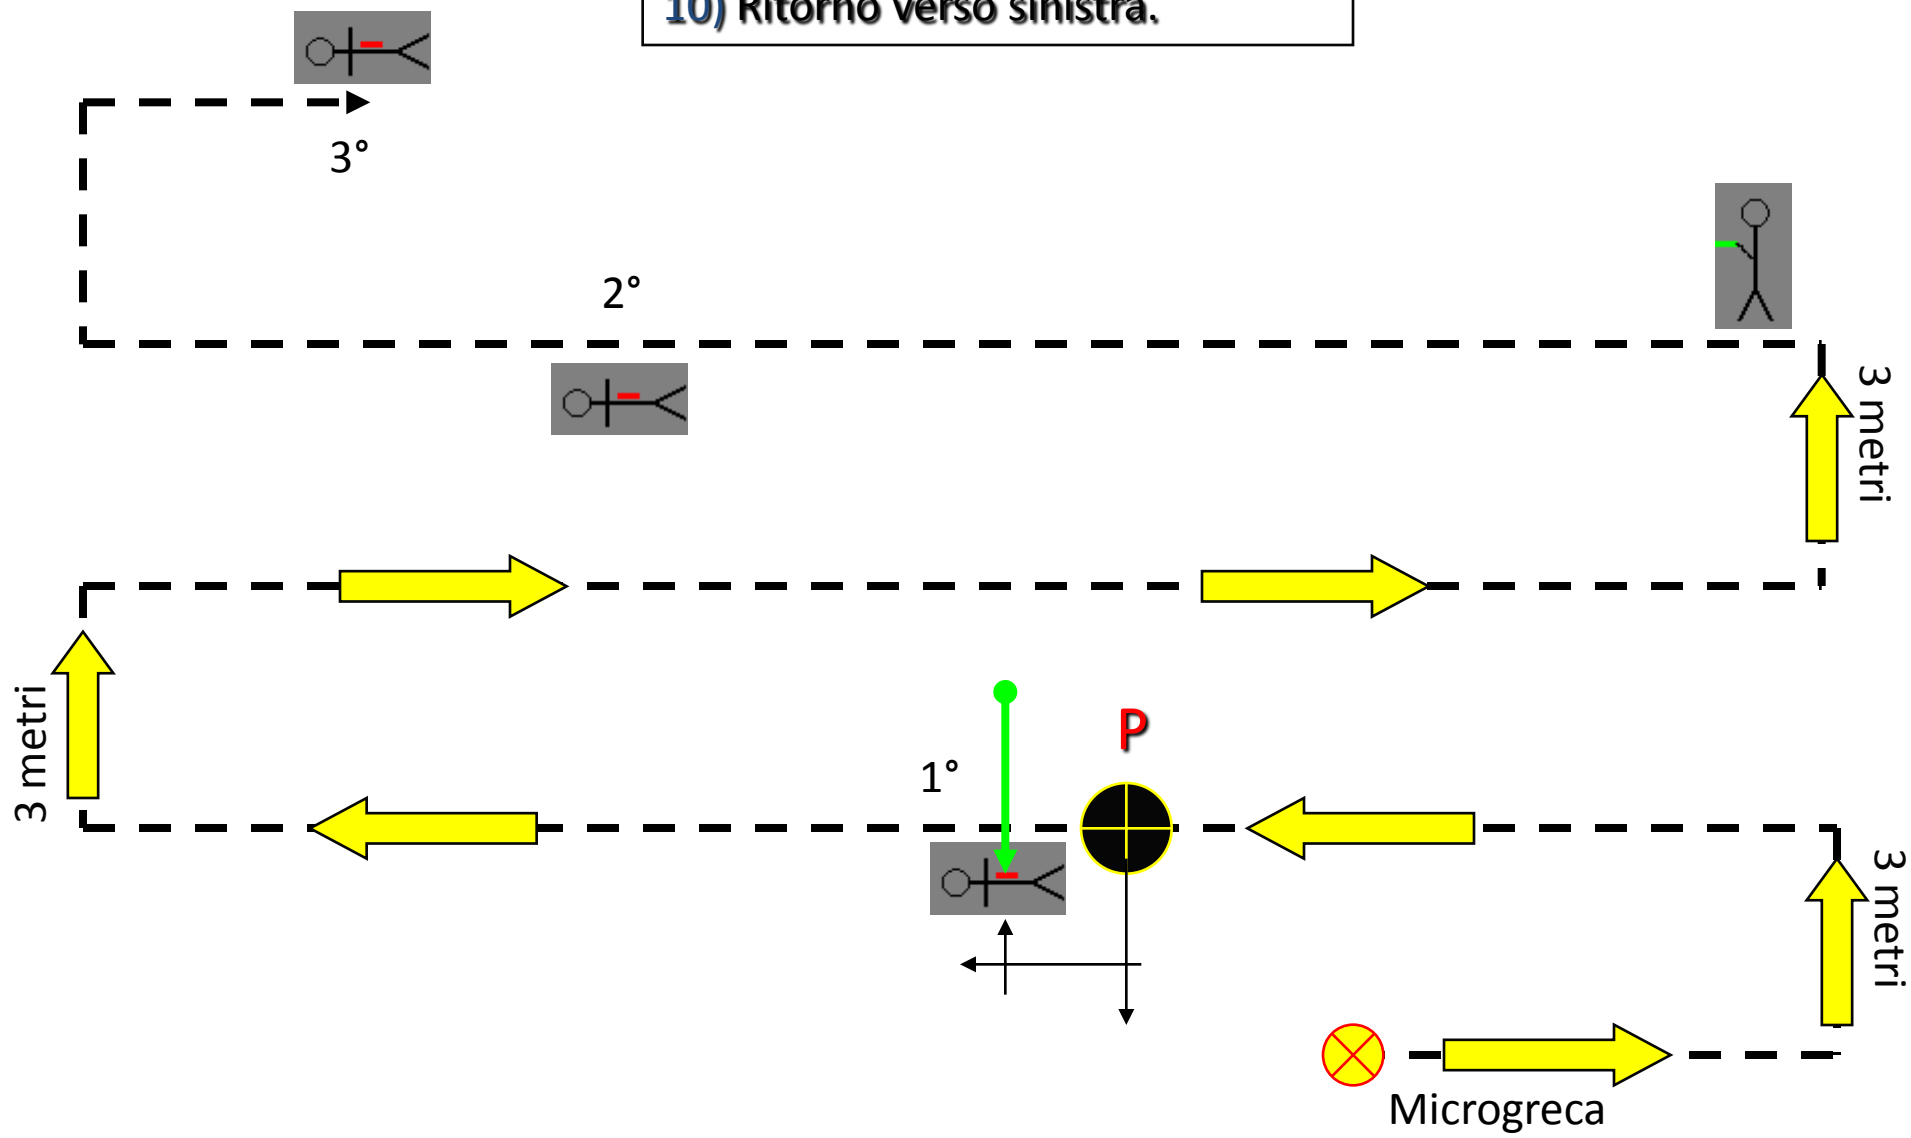 10) Ritorno verso sinistra.
3°
2°
3 metri
P
1°
3 metri
3 metri
Microgreca